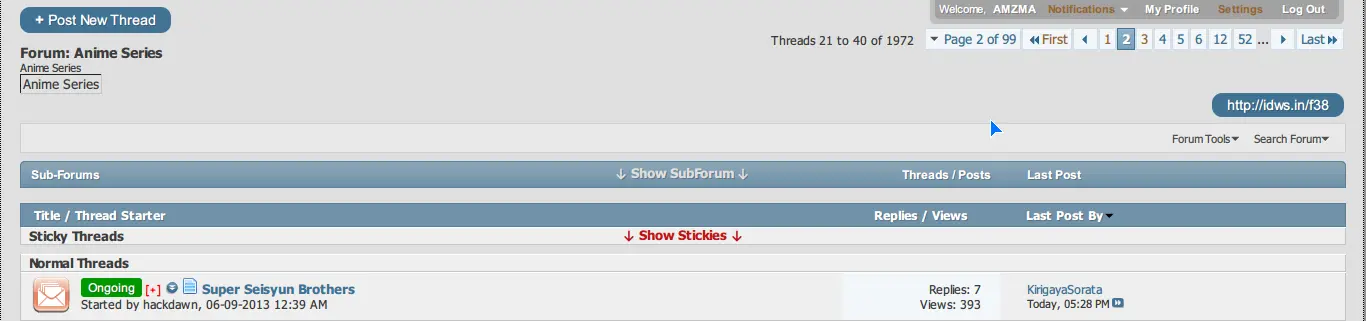 + Post New Thread
Welcome, AMZMA Notifications My Profile Settings Log Out
Threads 21 to 40 of 1972 Page 2 of 99 First 1 2 3 4 5 6 12 52 ... Last
Forum: Anime Series
Anime Series
Anime Series
http://idws.in/f38
Forum Tools Search Forum
Sub-Forums ↓ Show SubForum ↓ Threads / Posts Last Post
Title / Thread Starter Replies / Views Last Post By
Sticky Threads ↓ Show Stickies ↓
Normal Threads
Ongoing [+] Super Seisyun Brothers Replies: 7 KirigayaSorata
Started by hackdawn, 06-09-2013 12:39 AM Views: 393 Today, 05:28 PM